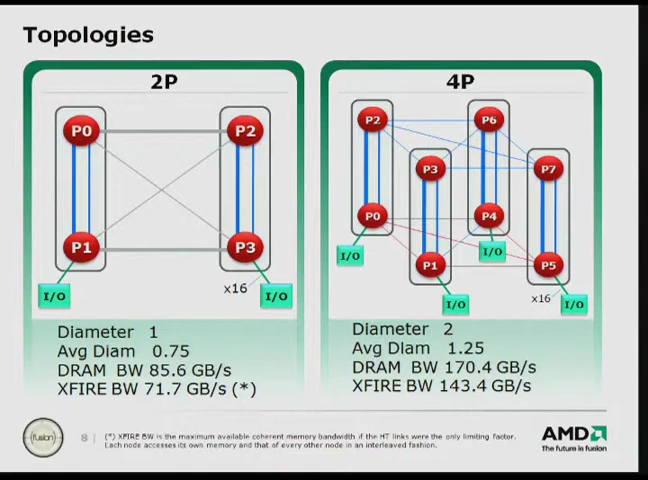 Topologies
2P
P0
P2
P1
P3
I/O
x16
I/O
Diameter 1
Avg Diam 0.75
DRAM BW 85.6 GB/s
XFIRE BW 71.7 GB/s (*)
4P
P2
P6
P3
P7
P0
P4
I/O
I/O
P1
P5
I/O
x16
I/O
Diameter 2
Avg Diam 1.25
DRAM BW 170.4 GB/s
XFIRE BW 143.4 GB/s
fusion
8 |
(*) XFIRE BW is the maximum available coherent memory bandwidth if the HT links were the only limiting factor.
Each node accesses its own memory and that of every other node in an interleaved fashion.
AMD
The future is fusion